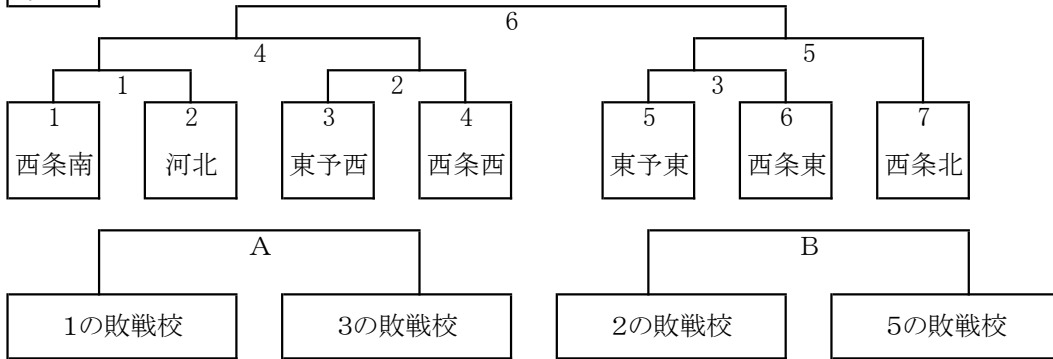 6
4 5
1 2 3
1 2 3 4 5 6 7
西条南 河北 東予西 西条西 東予東 西条東 西条北
A B
1の敗戦校 3の敗戦校 2の敗戦校 5の敗戦校